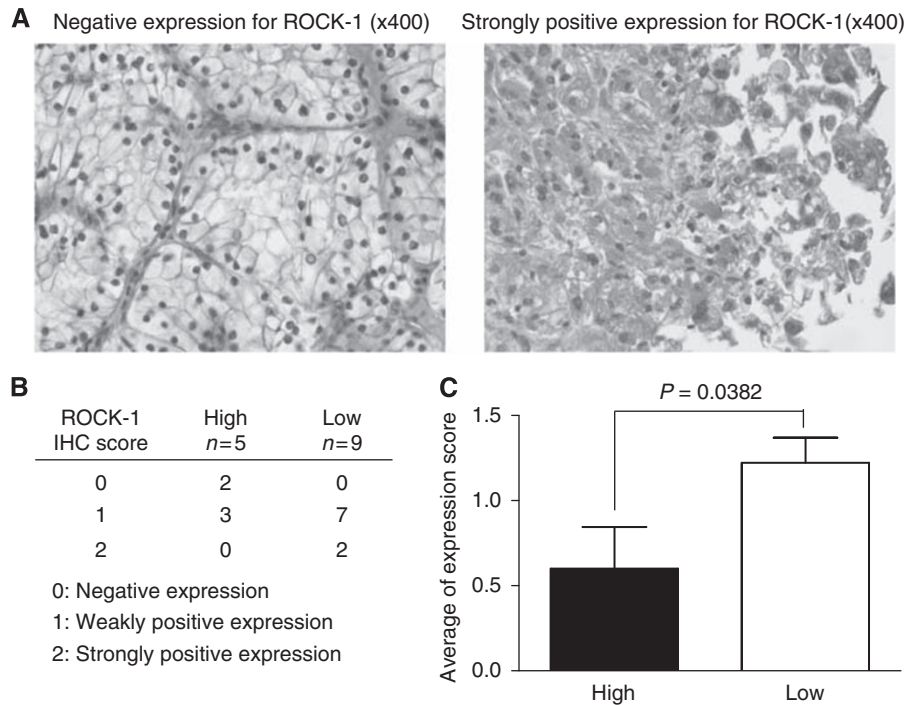 A
Negative expression for ROCK-1 (x400)
Strongly positive expression for ROCK-1(x400)
B
ROCK-1 High Low
IHC score n=5 n=9
0 2 0
1 3 7
2 0 2
0: Negative expression
1: Weakly positive expression
2: Strongly positive expression
C
P = 0.0382
Average of expression score
1.5
1.0
0.5
0.0
High Low